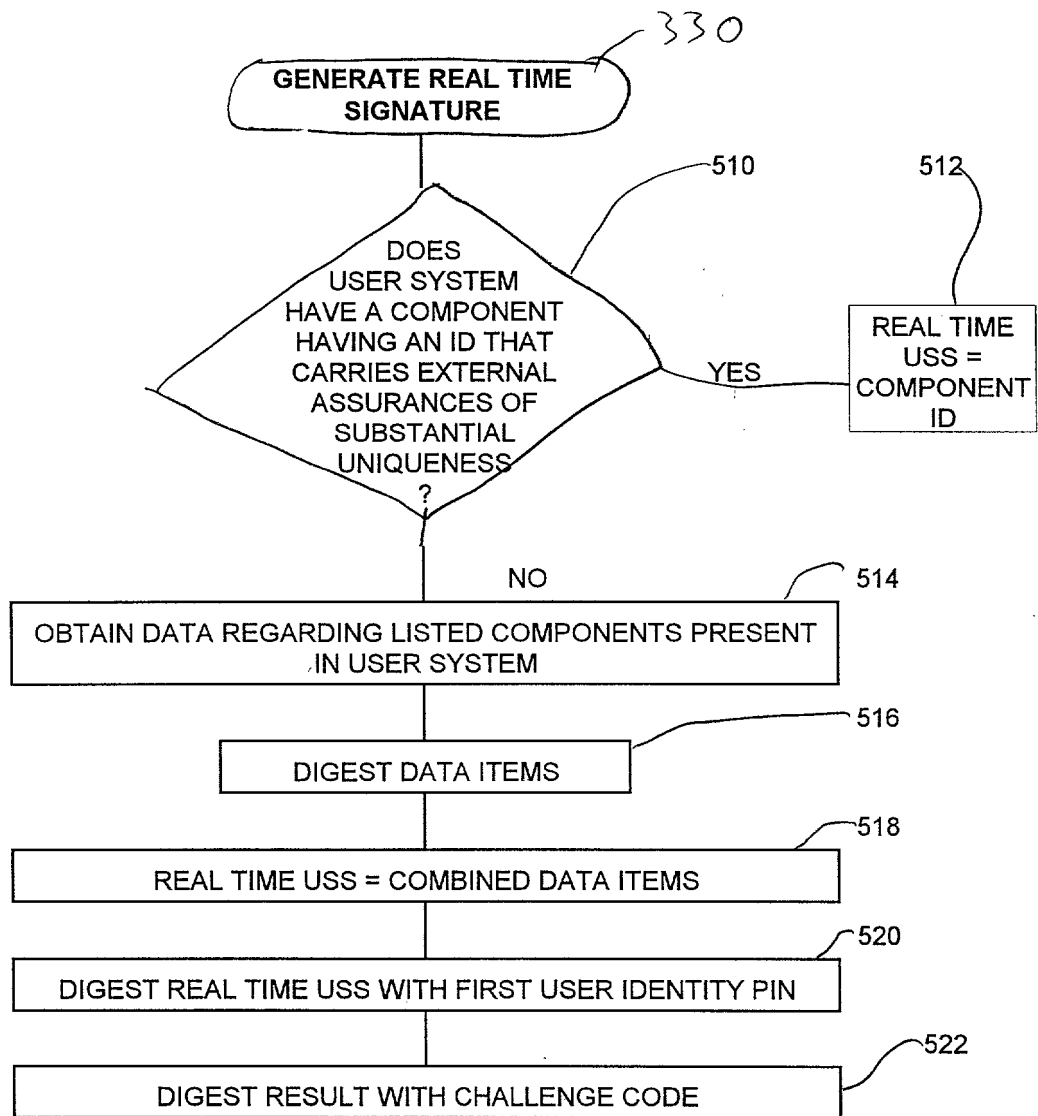 330
GENERATE REAL TIME
SIGNATURE
510
512
DOES
USER SYSTEM
HAVE A COMPONENT
HAVING AN ID THAT
CARRIES EXTERNAL
ASSURANCES OF
SUBSTANTIAL
UNIQUENESS
?
YES
REAL TIME
USS =
COMPONENT
ID
NO
514
OBTAIN DATA REGARDING LISTED COMPONENTS PRESENT
IN USER SYSTEM
516
DIGEST DATA ITEMS
518
REAL TIME USS = COMBINED DATA ITEMS
520
DIGEST REAL TIME USS WITH FIRST USER IDENTITY PIN
522
DIGEST RESULT WITH CHALLENGE CODE